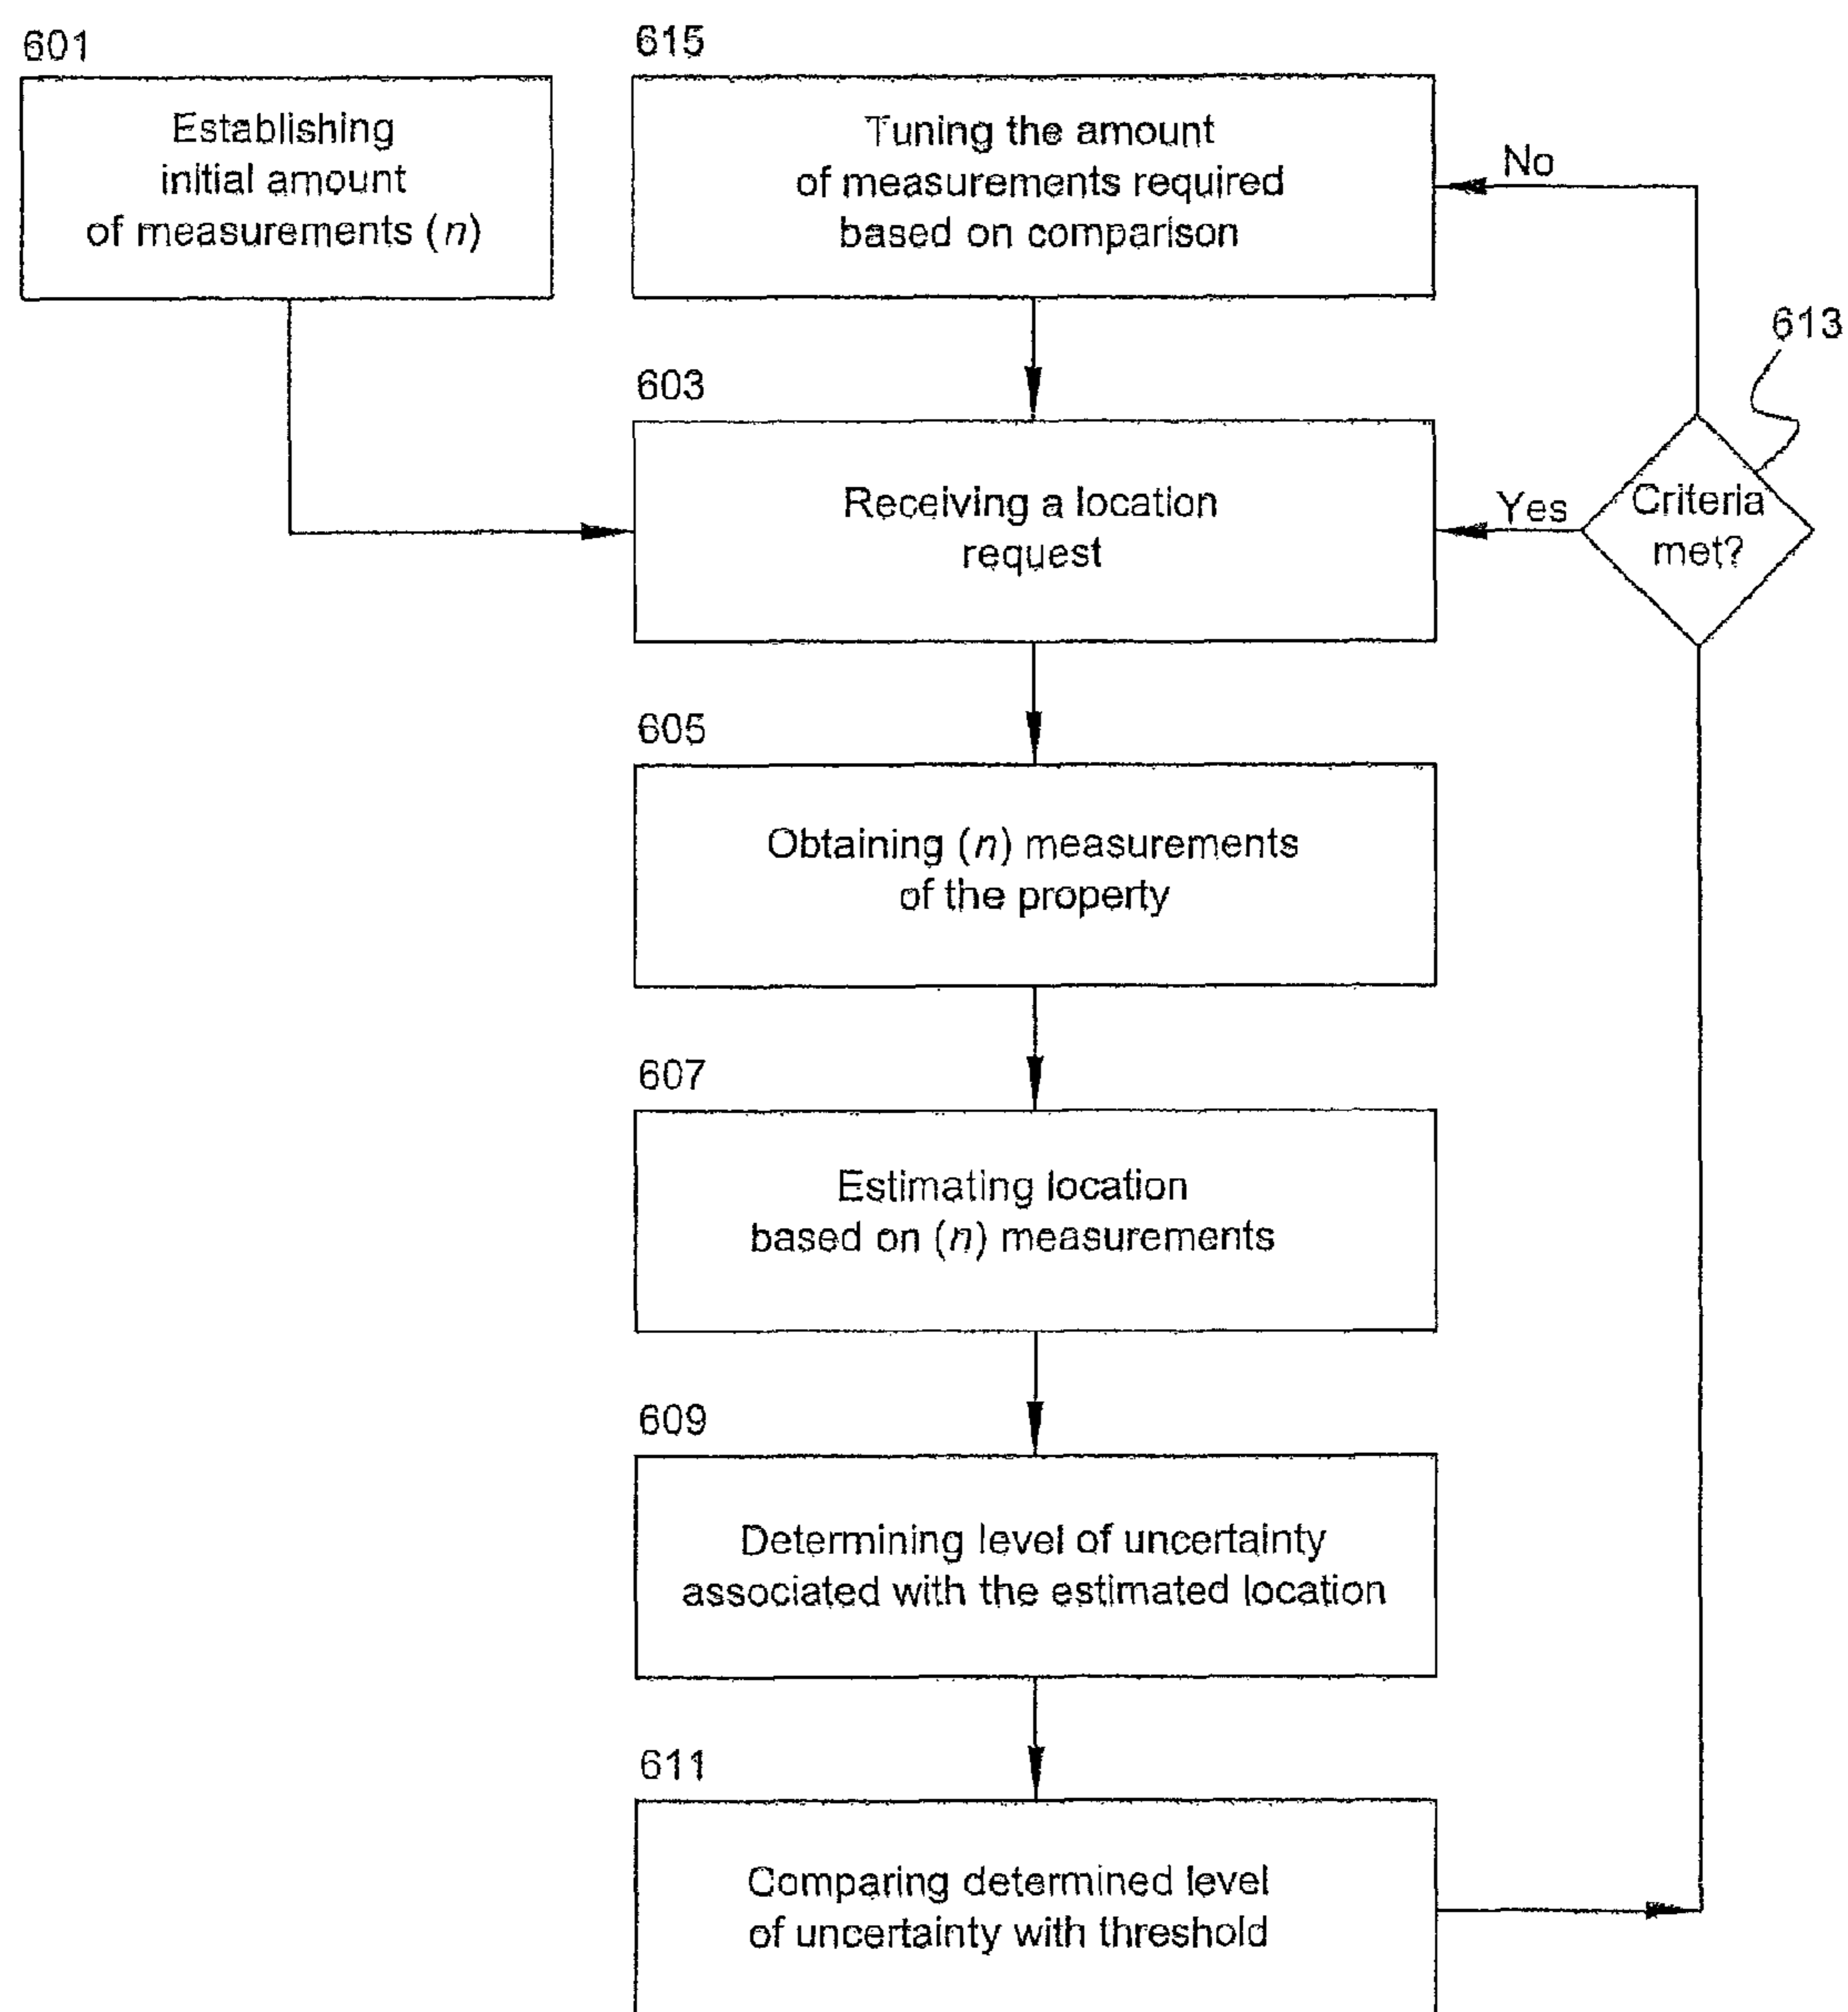 601
Establishing
initial amount
of measurements (n)
615
Tuning the amount
of measurements required
based on comparison
No
613
603
Receiving a location
request
Yes
Criteria
met?
605
Obtaining (n) measurements
of the property
607
Estimating location
based on (n) measurements
609
Determining level of uncertainty
associated with the estimated location
611
Comparing determined level
of uncertainty with threshold